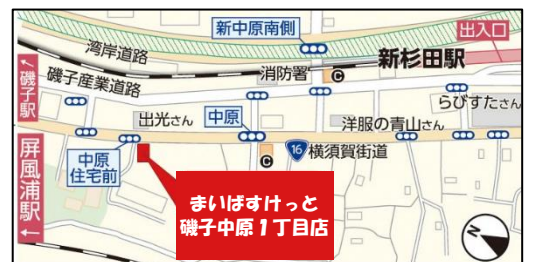 新中原南側
出入口
湾岸道路
新杉田駅
↑磯子駅
磯子産業道路
消防署
C
らびすたさん
出光さん
中原
洋服の青山さん
屏風浦駅←
中原
住宅前
C
16
横須賀街道
まいばすけっと
磯子中原1丁目店
N